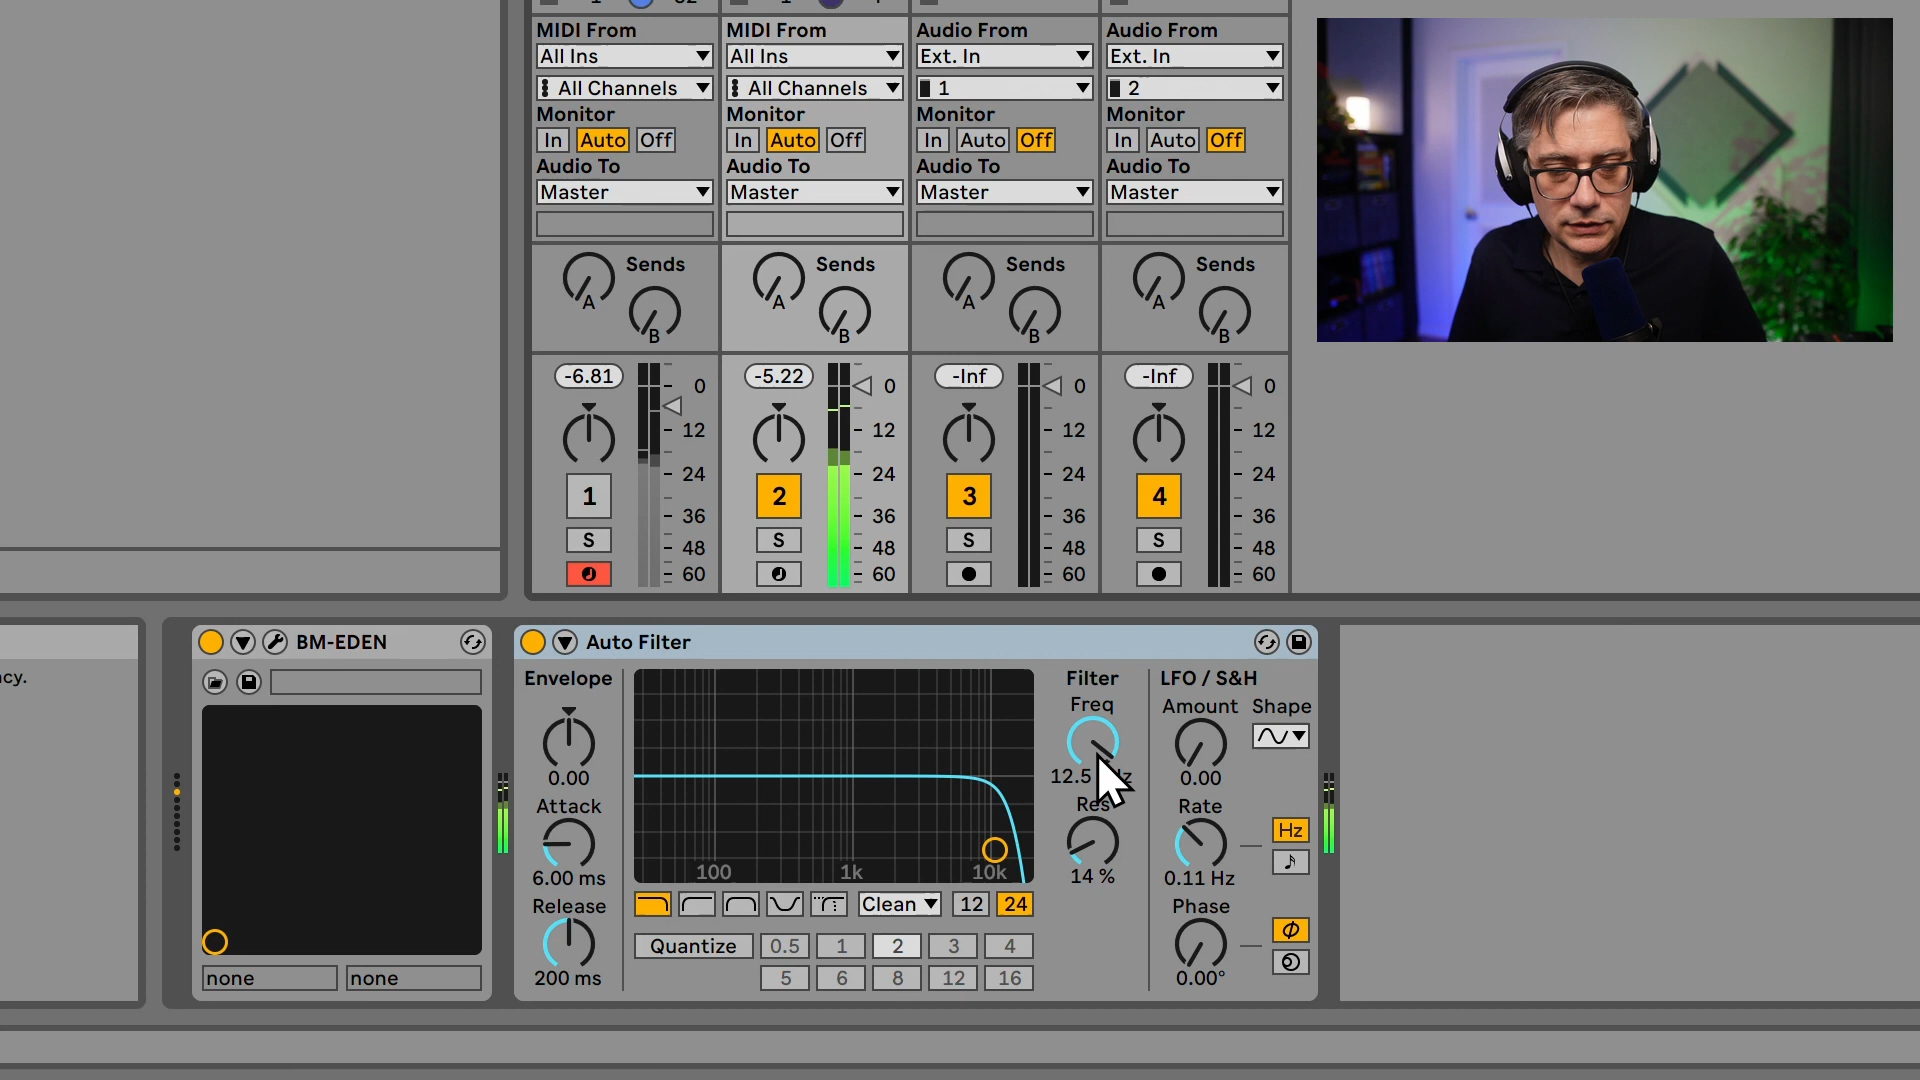 MIDI From
MIDI From
Audio From
Audio From
All Ins
All Ins
Ext. In
Ext. In
All Channels
All Channels
1
2
Monitor
Monitor
Monitor
Monitor
In Auto Off
In Auto Off
In Auto Off
In Auto Off
Audio To
Audio To
Audio To
Audio To
Master
Master
Master
Master
Sends
Sends
Sends
Sends
A
A
A
A
B
B
B
B
-6.81
0
-5.22
0
-Inf
0
-Inf
0
12
12
12
12
24
24
24
24
1
2
3
4
36
36
36
36
S
S
S
S
48
48
48
48
60
60
60
60
cy.
BM-EDEN
none
none
Auto Filter
Envelope
0.00
Attack
6.00 ms
Release
200 ms
100
1k
10k
Clean
12
24
Quantize
0.5
1
2
3
4
5
6
8
12
16
Filter
Freq
12.5
Res
14 %
LFO / S&H
Amount
Shape
0.00
Rate
Hz
0.11 Hz
Phase
0.00°